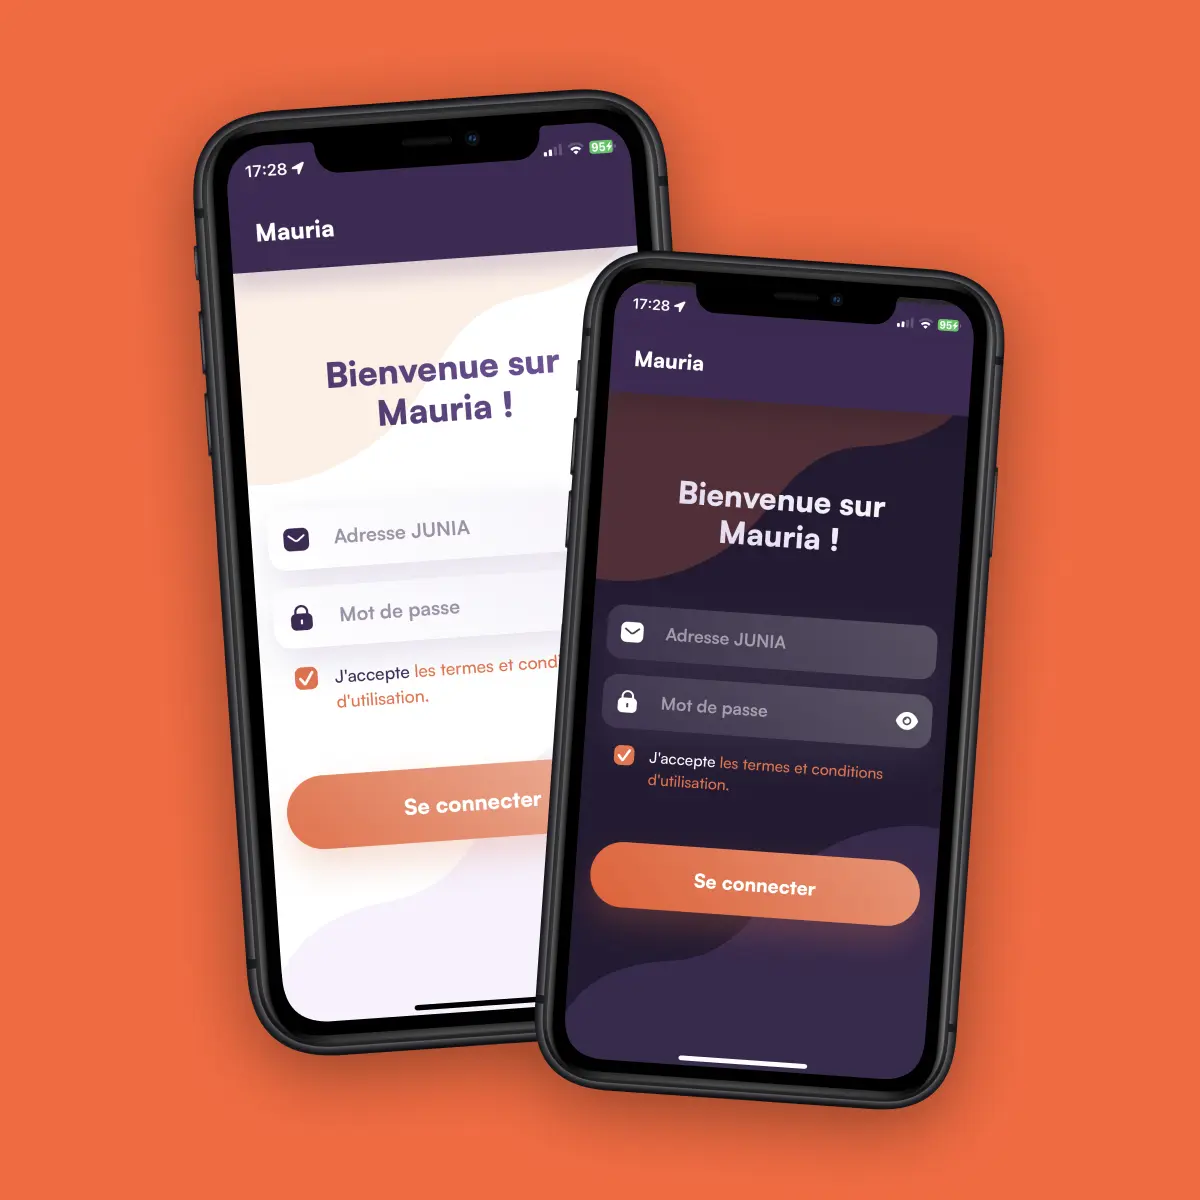 17:28
95
Mauria
Bienvenue sur
Mauria !
Adresse JUNIA
Mot de passe
J'accepte les termes et condi
d'utilisation.
Se connecter
17:28
95
Mauria
Bienvenue sur
Mauria !
Adresse JUNIA
Mot de passe
J'accepte les termes et conditions
d'utilisation.
Se connecter